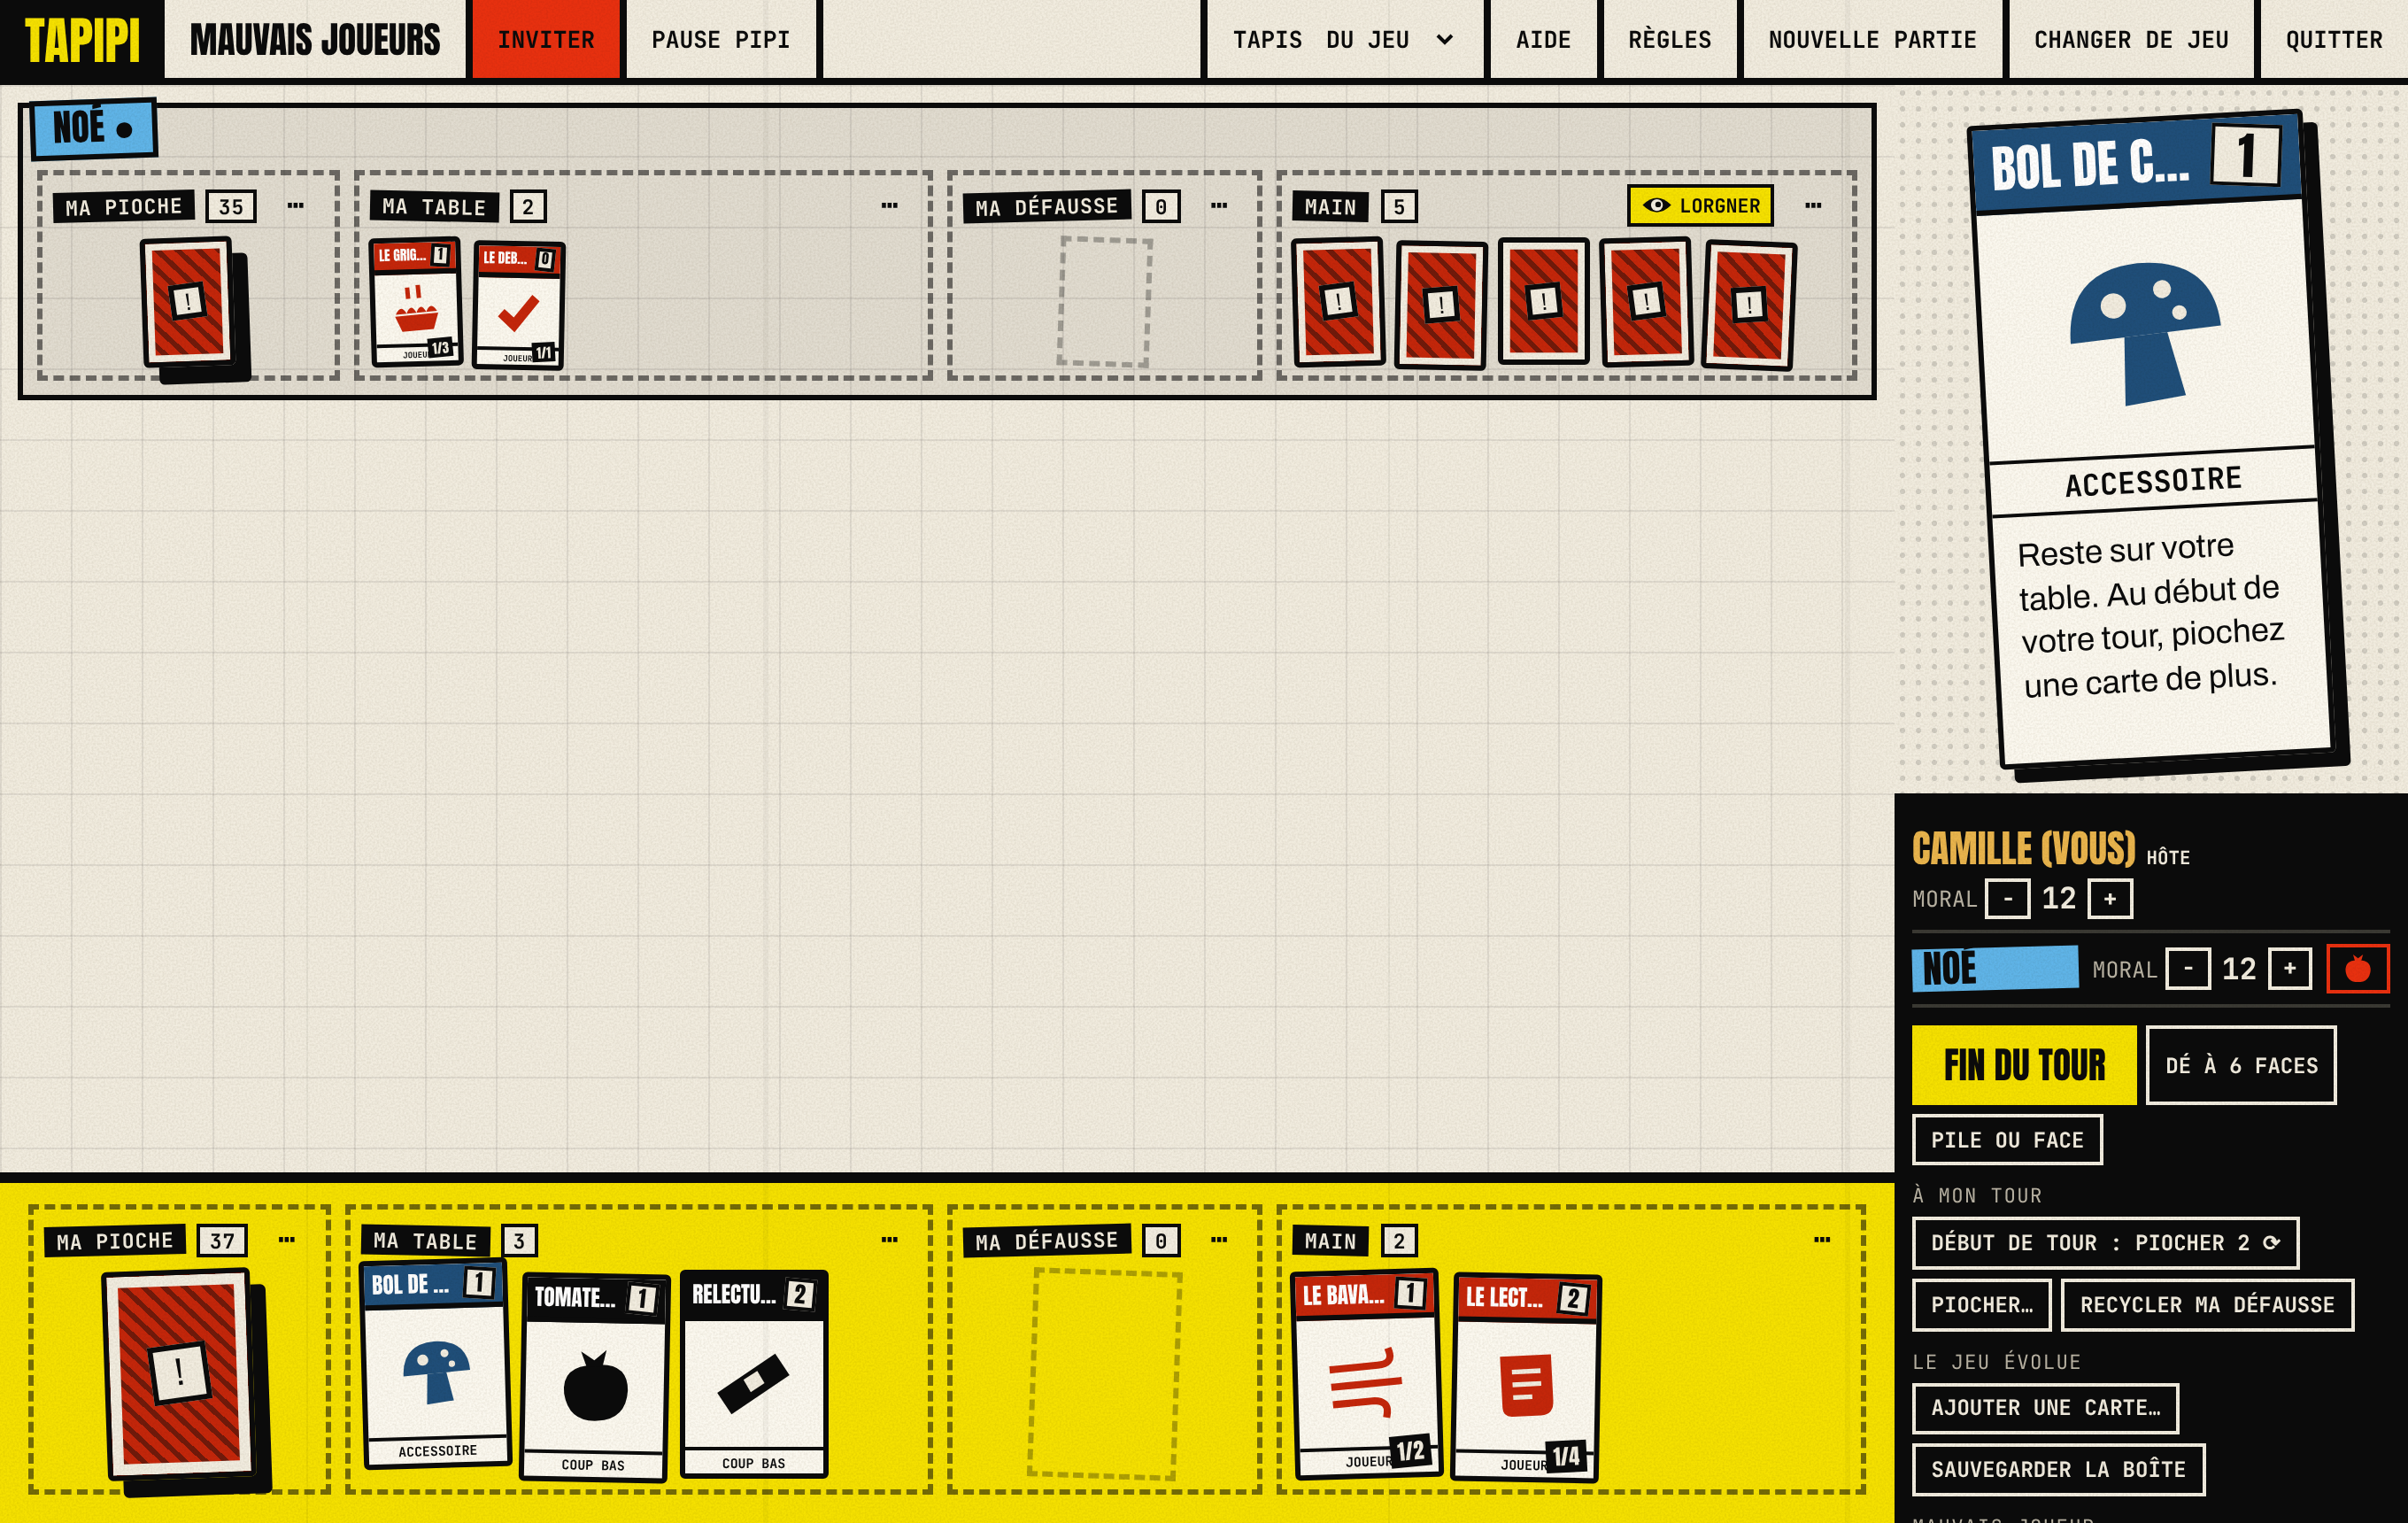 TAPIPI
MAUVAIS JOUEURS
INVITER
PAUSE PIPI
TAPIS DU JEU
AIDE
RÈGLES
NOUVELLE PARTIE
CHANGER DE JEU
QUITTER
NOÉ
MA PIOCHE 35 …
MA TABLE 2 …
MA DÉFAUSSE 0 …
MAIN 5 LORGNER …
!
LE GRIG... 1
JOUEU 1/3
LE DEB... 0
JOUEUR 1/1
! ! ! ! !
BOL DE C... 1
ACCESSOIRE
Reste sur votre
table. Au début de
votre tour, piochez
une carte de plus.
CAMILLE (VOUS) HÔTE
MORAL - 12 +
NOÉ MORAL - 12 +
FIN DU TOUR
DÉ À 6 FACES
PILE OU FACE
À MON TOUR
DÉBUT DE TOUR : PIOCHER 2 ⟳
PIOCHER…
RECYCLER MA DÉFAUSSE
LE JEU ÉVOLUE
AJOUTER UNE CARTE…
SAUVEGARDER LA BOÎTE
MA PIOCHE 37 …
MA TABLE 3 …
MA DÉFAUSSE 0 …
MAIN 2 …
!
BOL DE ... 1
ACCESSOIRE
TOMATE... 1
COUP BAS
RELECTU... 2
COUP BAS
LE BAVA... 1
JOUEUR 1/2
LE LECT... 2
JOUEUR 1/4